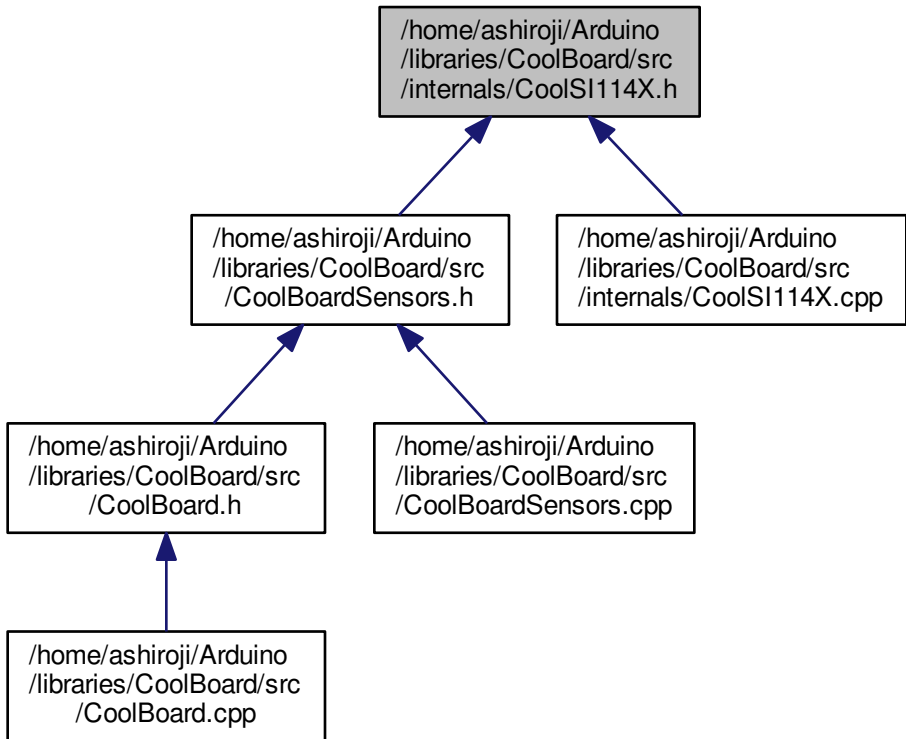 /home/ashiroji/Arduino
/libraries/CoolBoard/src
/internals/CoolSI114X.h
/home/ashiroji/Arduino
/libraries/CoolBoard/src
/CoolBoardSensors.h
/home/ashiroji/Arduino
/libraries/CoolBoard/src
/internals/CoolSI114X.cpp
/home/ashiroji/Arduino
/libraries/CoolBoard/src
/CoolBoard.h
/home/ashiroji/Arduino
/libraries/CoolBoard/src
/CoolBoardSensors.cpp
/home/ashiroji/Arduino
/libraries/CoolBoard/src
/CoolBoard.cpp